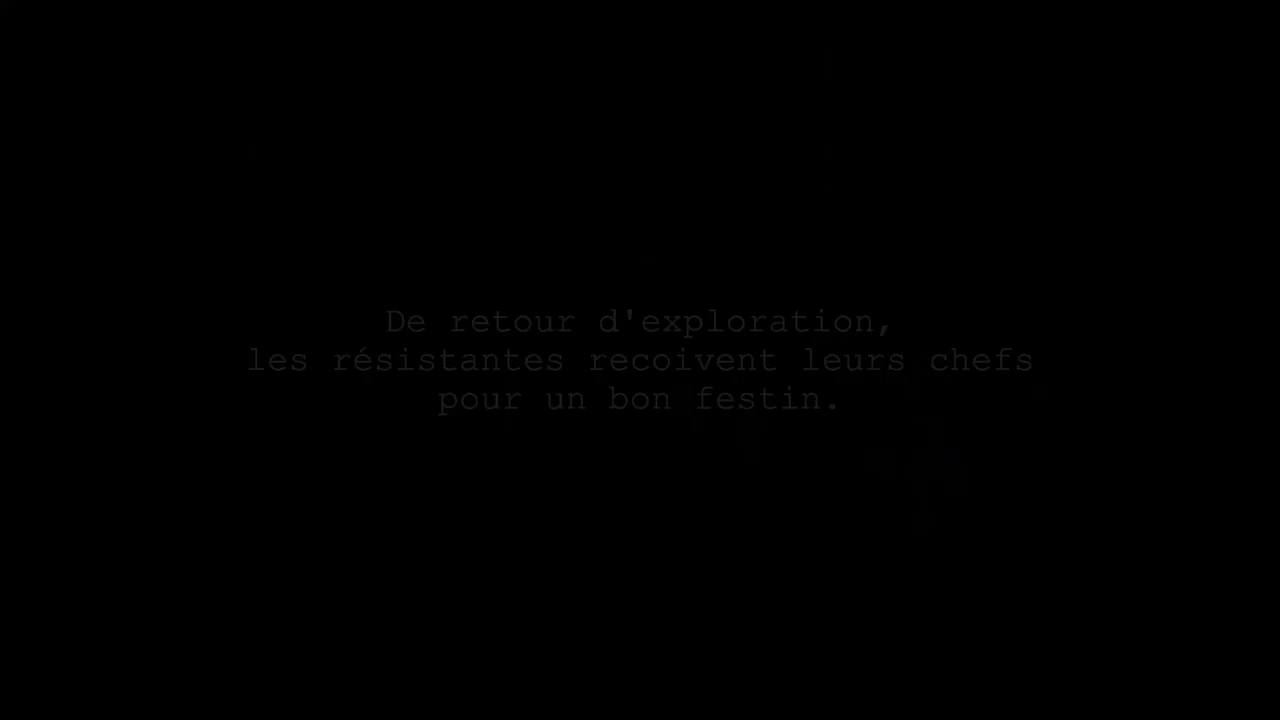 De retour d'exploration,
les résistantes recoivent leurs chefs
pour un bon festin.